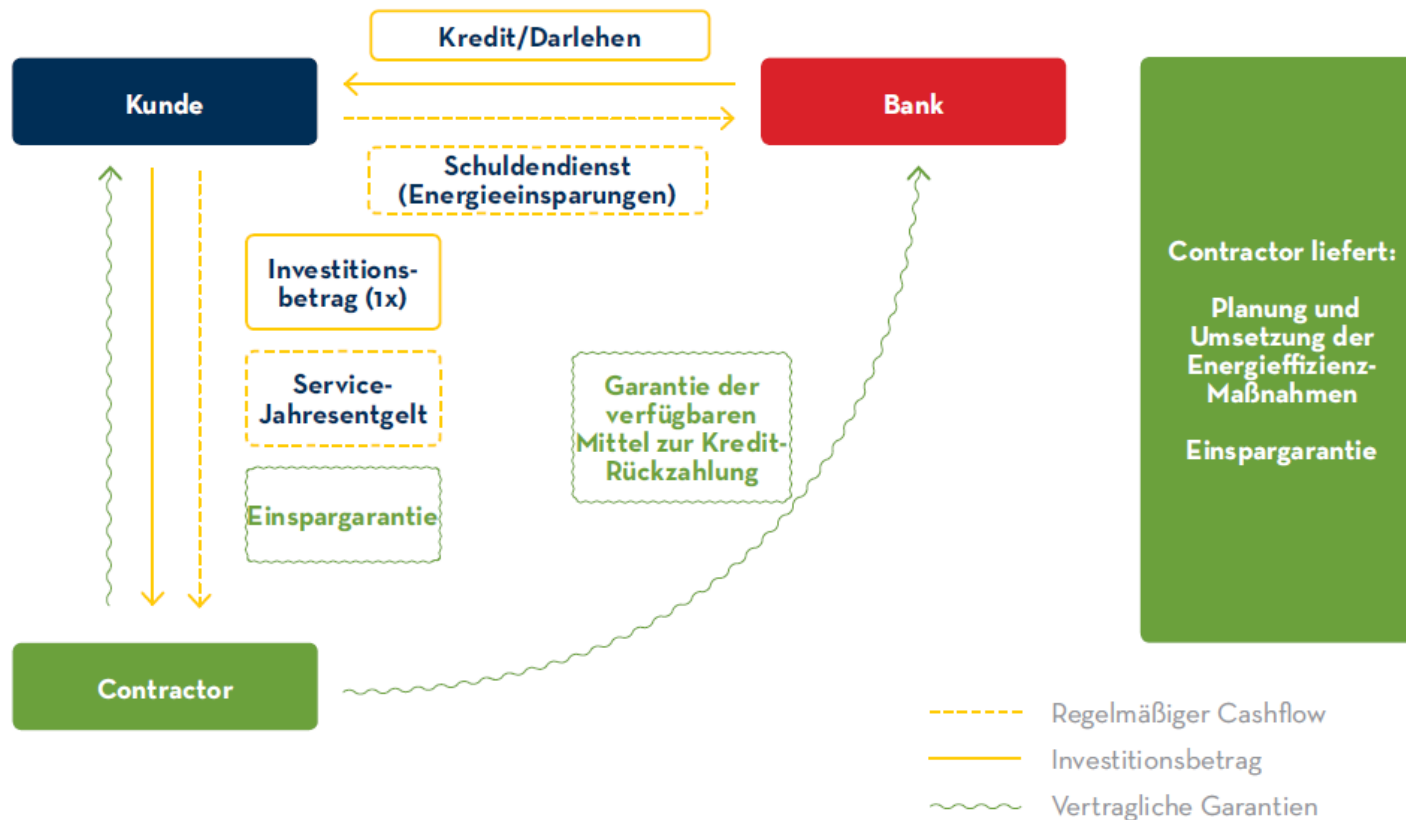 Kredit/Darlehen
Kunde
Bank
Schuldendienst
(Energieeinsparungen)
Investitions-
betrag (1x)
Service-
Jahresentgelt
Einspargarantie
Garantie der
verfügbaren
Mittel zur Kredit-
Rückzahlung
Contractor
Contractor liefert:
Planung und
Umsetzung der
Energieffizienz-
Maßnahmen
Einspargarantie
Regelmäßiger Cashflow
Investitionsbetrag
Vertragliche Garantien